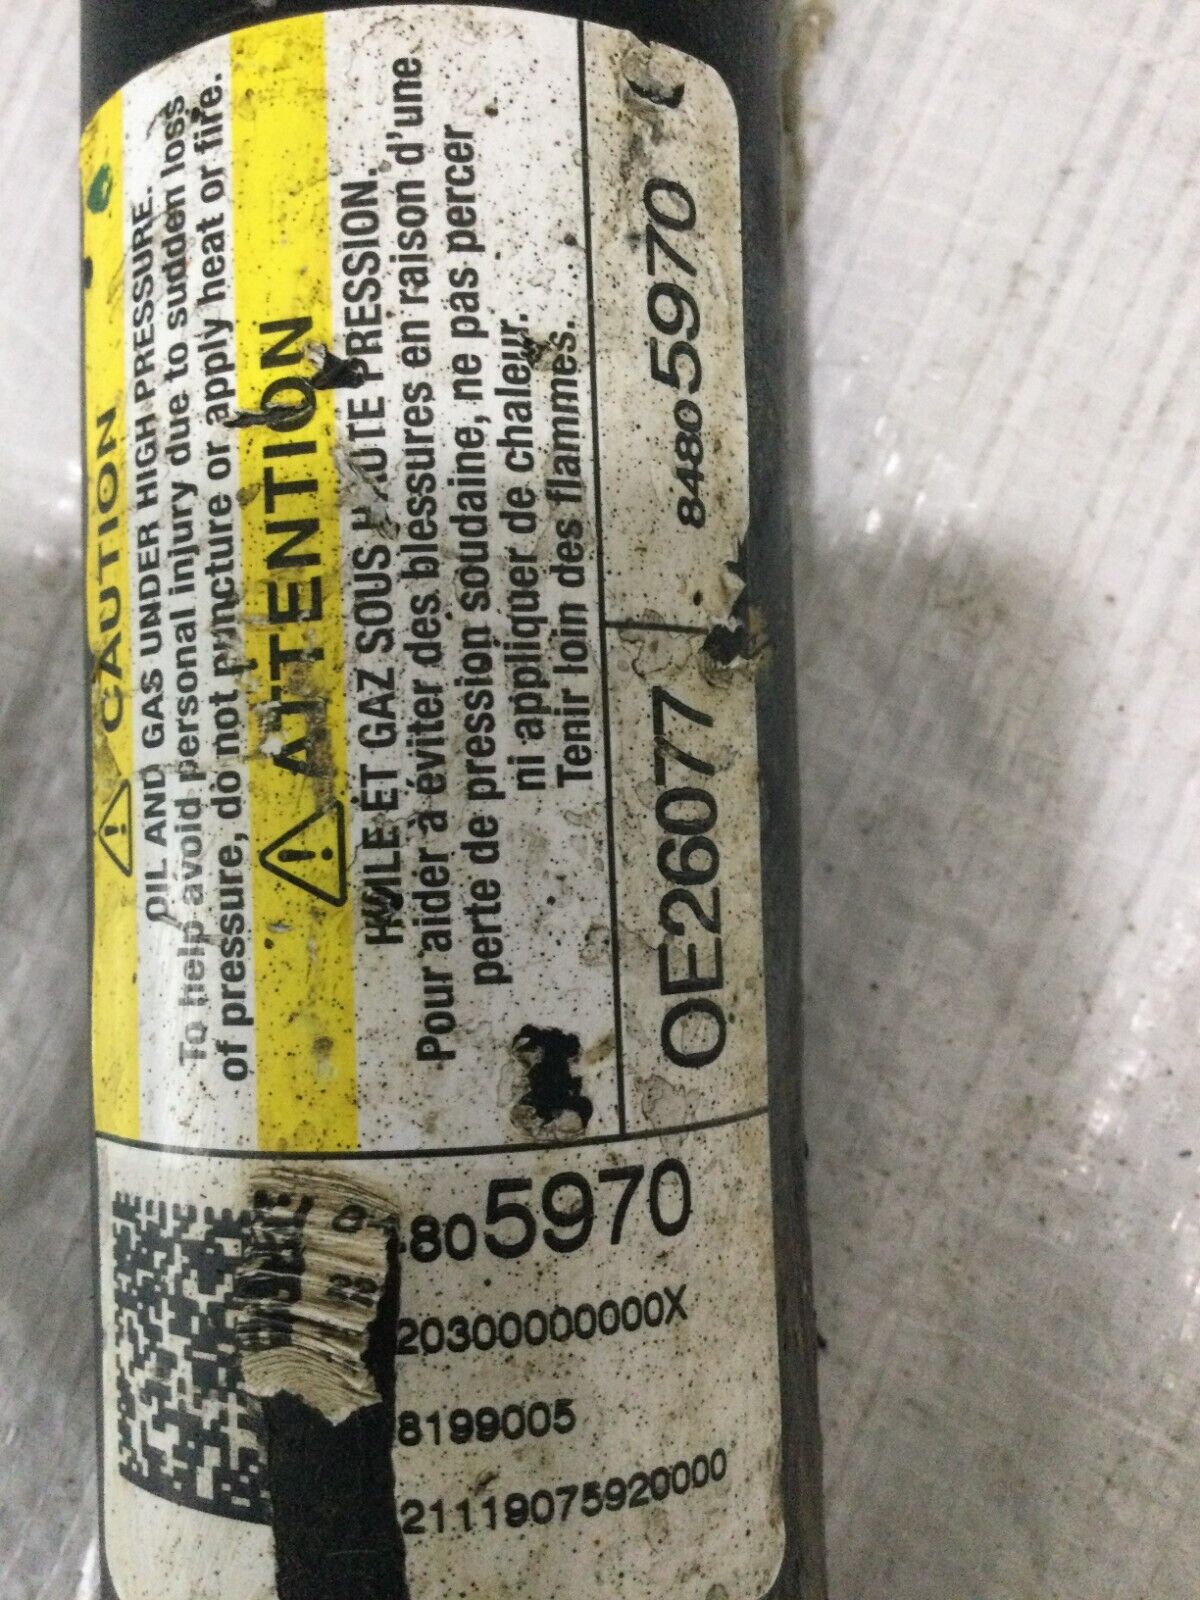 CAUTION
OIL AND GAS UNDER HIGH PRESSURE.
To help avoid personal injury due to sudden loss
of pressure, do not puncture or apply heat or fire.
ATTENTION
HUILE ET GAZ SOUS HAUTE PRESSION.
Pour aider à éviter des blessures en raison d'une
perte de pression soudaine, ne pas percer
ni appliquer de chaleur.
Tenir loin des flammes.
OE26077
84805970
805970
20300000000X
8199005
21119075920000